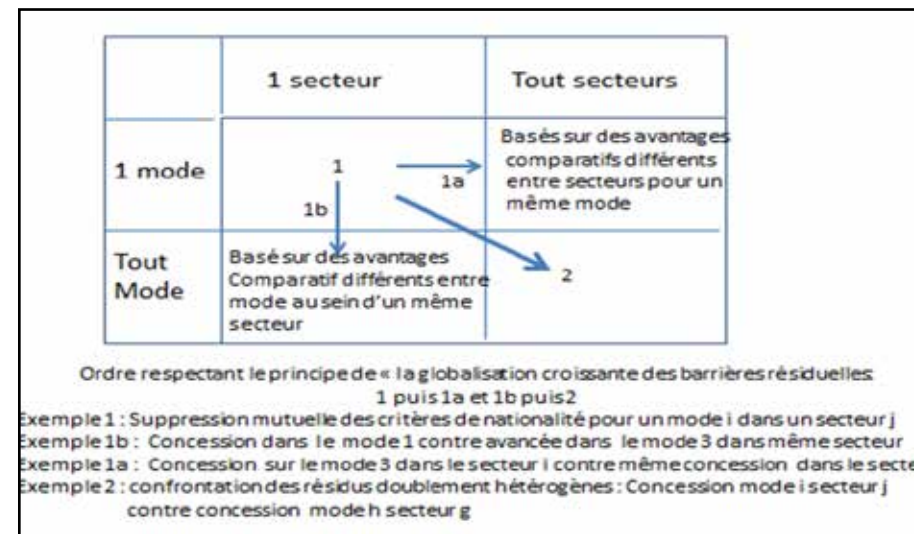 1 secteur
Tout secteurs
1 mode
1
1a
1b
Basés sur des avantages
comparatifs différents
entre secteurs pour un
même mode
Tout
Mode
Basé sur des avantages
Comparatif différents entre
mode au sein d'un même
secteur
2
Ordre respectant le principe de « la globalisation croissante des barrières résiduelles
1 puis 1a et 1b puis 2
Exemple 1 : Suppression mutuelle des critères de nationalité pour un mode i dans un secteur j
Exemple 1b : Concession dans le mode 1 contre avancée dans le mode 3 dans même secteur
Exemple 1a : Concession sur le mode 3 dans le secteur i contre même concession dans le secte
Exemple 2 : confrontation des résidus doublement hétérogènes : Concession mode i secteur j
contre concession mode h secteur g